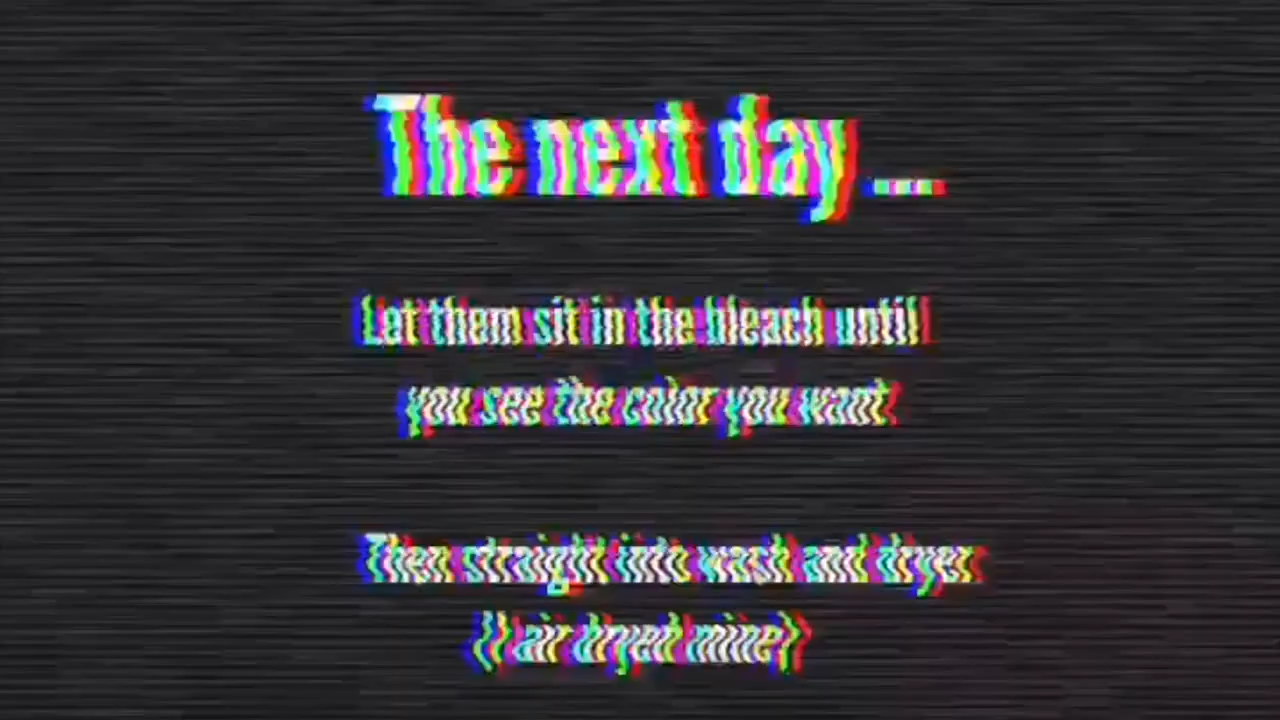 The next day ...
Let them sit in the bleach until
you see the color you want
Then straight into wash and dryer
(I air dryed mine)